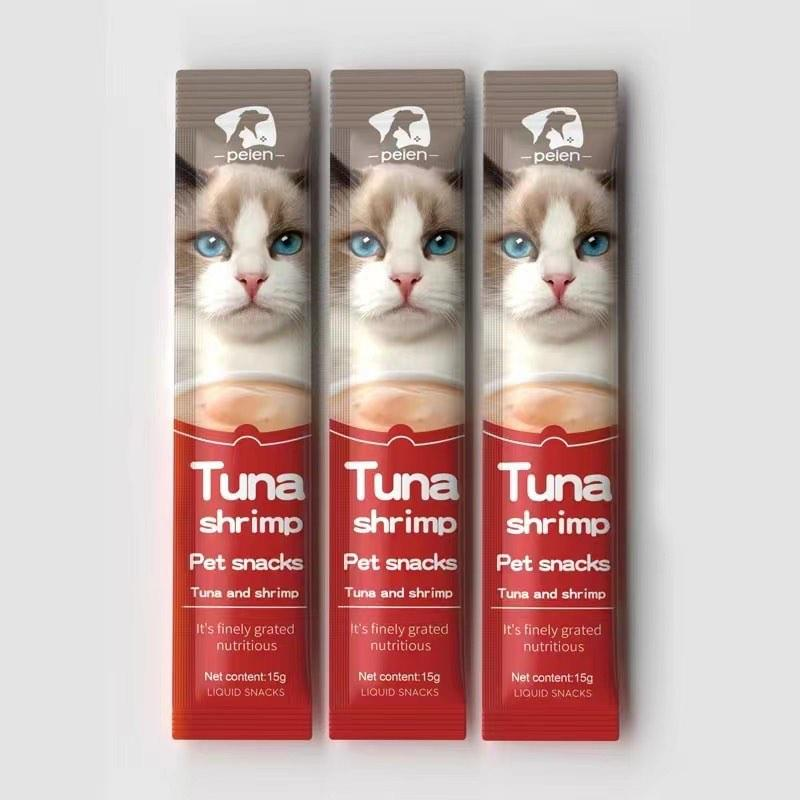 -peien-
Tuna
shrimp
Pet snacks
Tuna and shrimp
It's finely grated
nutritious
Net content:15g
LIQUID SNACKS
-peien-
Tuna
shrimp
Pet snacks
Tuna and shrimp
It's finely grated
nutritious
Net content:15g
LIQUID SNACKS
-peien-
Tuna
shrimp
Pet snacks
Tuna and shrimp
It's finely grated
nutritious
Net content:15g
LIQUID SNACKS